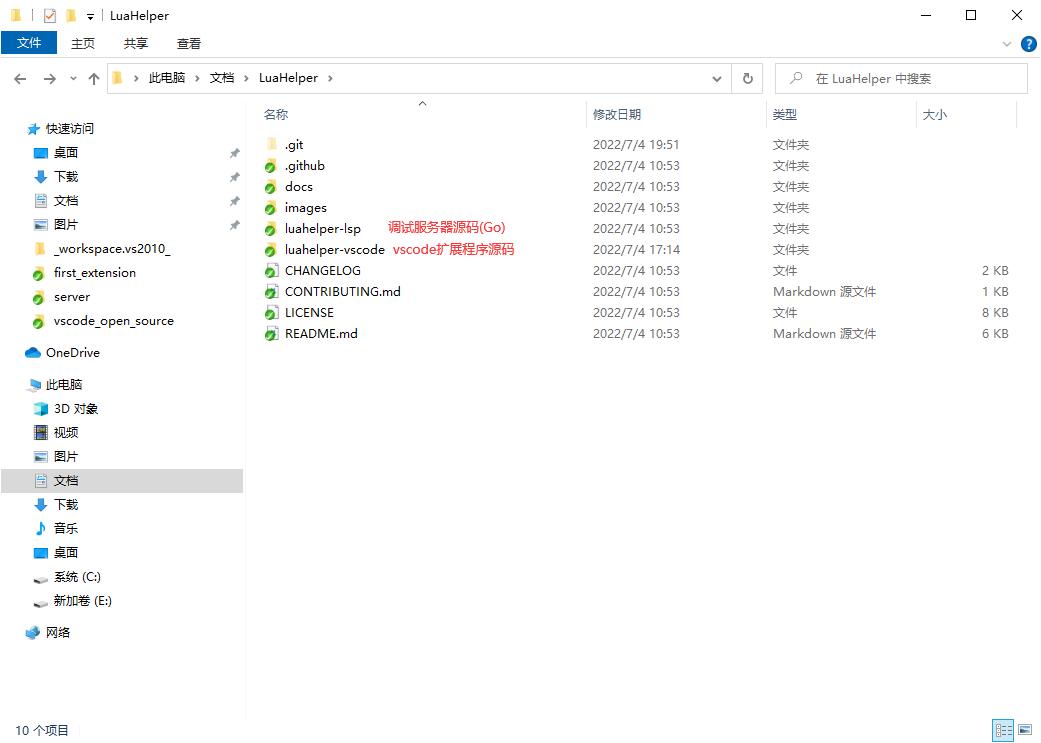 LuaHelper
文件 主页 共享 查看
此电脑 文档 LuaHelper 在 LuaHelper 中搜索
名称 修改日期 类型 大小
快速访问
桌面
下载
文档
图片
_workspace.vs2010_
first_extension
server
vscode_open_source
OneDrive
此电脑
3D 对象
视频
图片
文档
下载
音乐
桌面
系统 (C:)
新加卷 (E:)
网络
.git 2022/7/4 19:51 文件夹
.github 2022/7/4 10:53 文件夹
docs 2022/7/4 10:53 文件夹
images 2022/7/4 10:53 文件夹
luahelper-lsp 调试服务器源码(Go) 2022/7/4 10:53 文件夹
luahelper-vscode vscode扩展程序源码 2022/7/4 17:14 文件夹
CHANGELOG 2022/7/4 10:53 文件 2 KB
CONTRIBUTING.md 2022/7/4 10:53 Markdown 源文件 1 KB
LICENSE 2022/7/4 10:53 文件 8 KB
README.md 2022/7/4 10:53 Markdown 源文件 6 KB
10 个项目